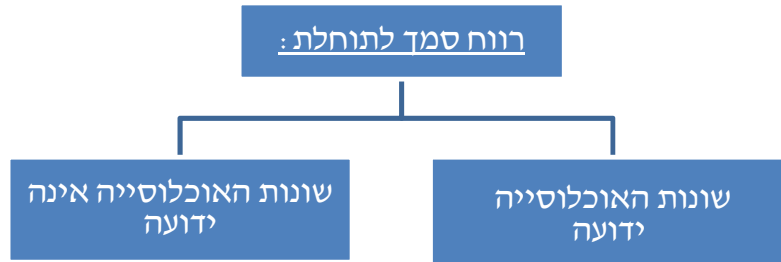 רווח סמך לתוחלת :
שונות האוכלוסייה
ידועה
שונות האוכלוסייה אינה
ידועה